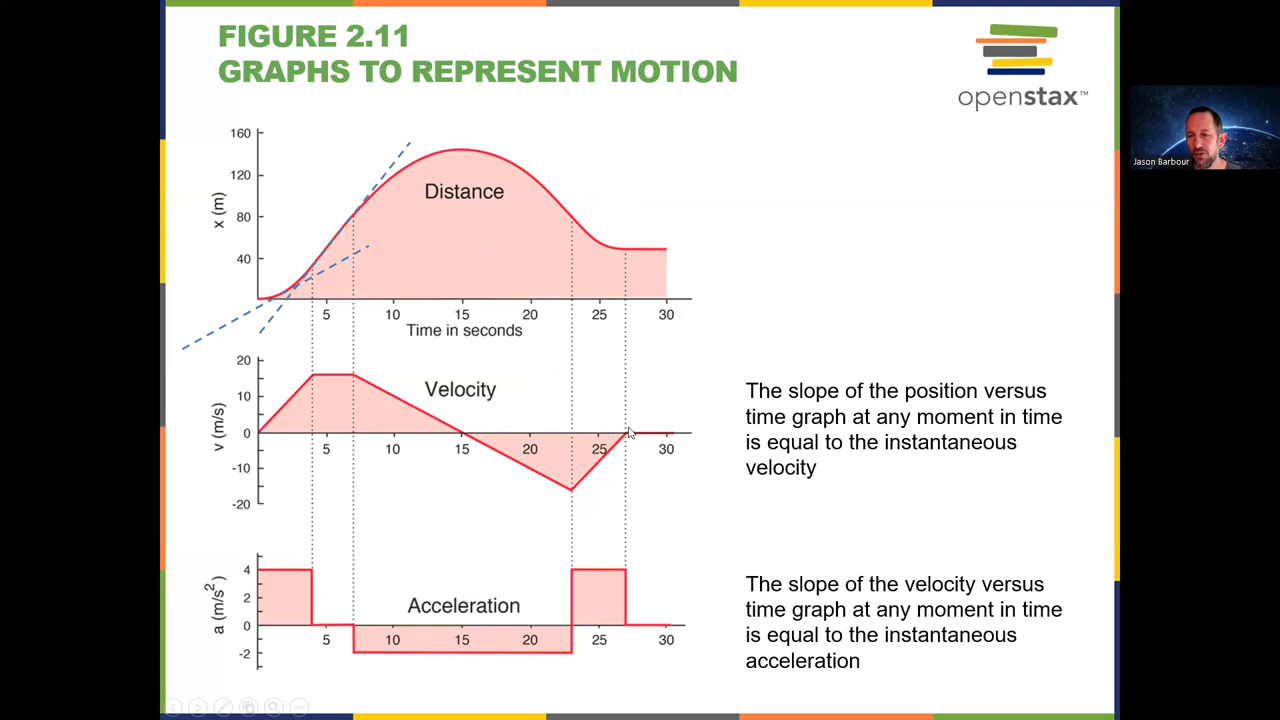 FIGURE 2.11
GRAPHS TO REPRESENT MOTION
openstax™
Jason Barbour
160
120
80
40
x (m)
Distance
5 10 15 20 25 30
Time in seconds
20
10
0
-10
-20
v (m/s)
Velocity
5 10 15 20 25 30
The slope of the position versus
time graph at any moment in time
is equal to the instantaneous
velocity
4
2
0
-2
a (m/s²)
Acceleration
5 10 15 20 25 30
The slope of the velocity versus
time graph at any moment in time
is equal to the instantaneous
acceleration